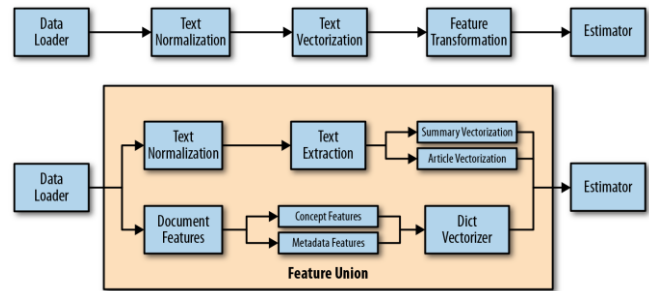 Data
Loader
Text
Normalization
Text
Vectorization
Feature
Transformation
Estimator
Data
Loader
Text
Normalization
Text
Extraction
Summary Vectorization
Article Vectorization
Estimator
Document
Features
Concept Features
Metadata Features
Dict
Vectorizer
Feature Union